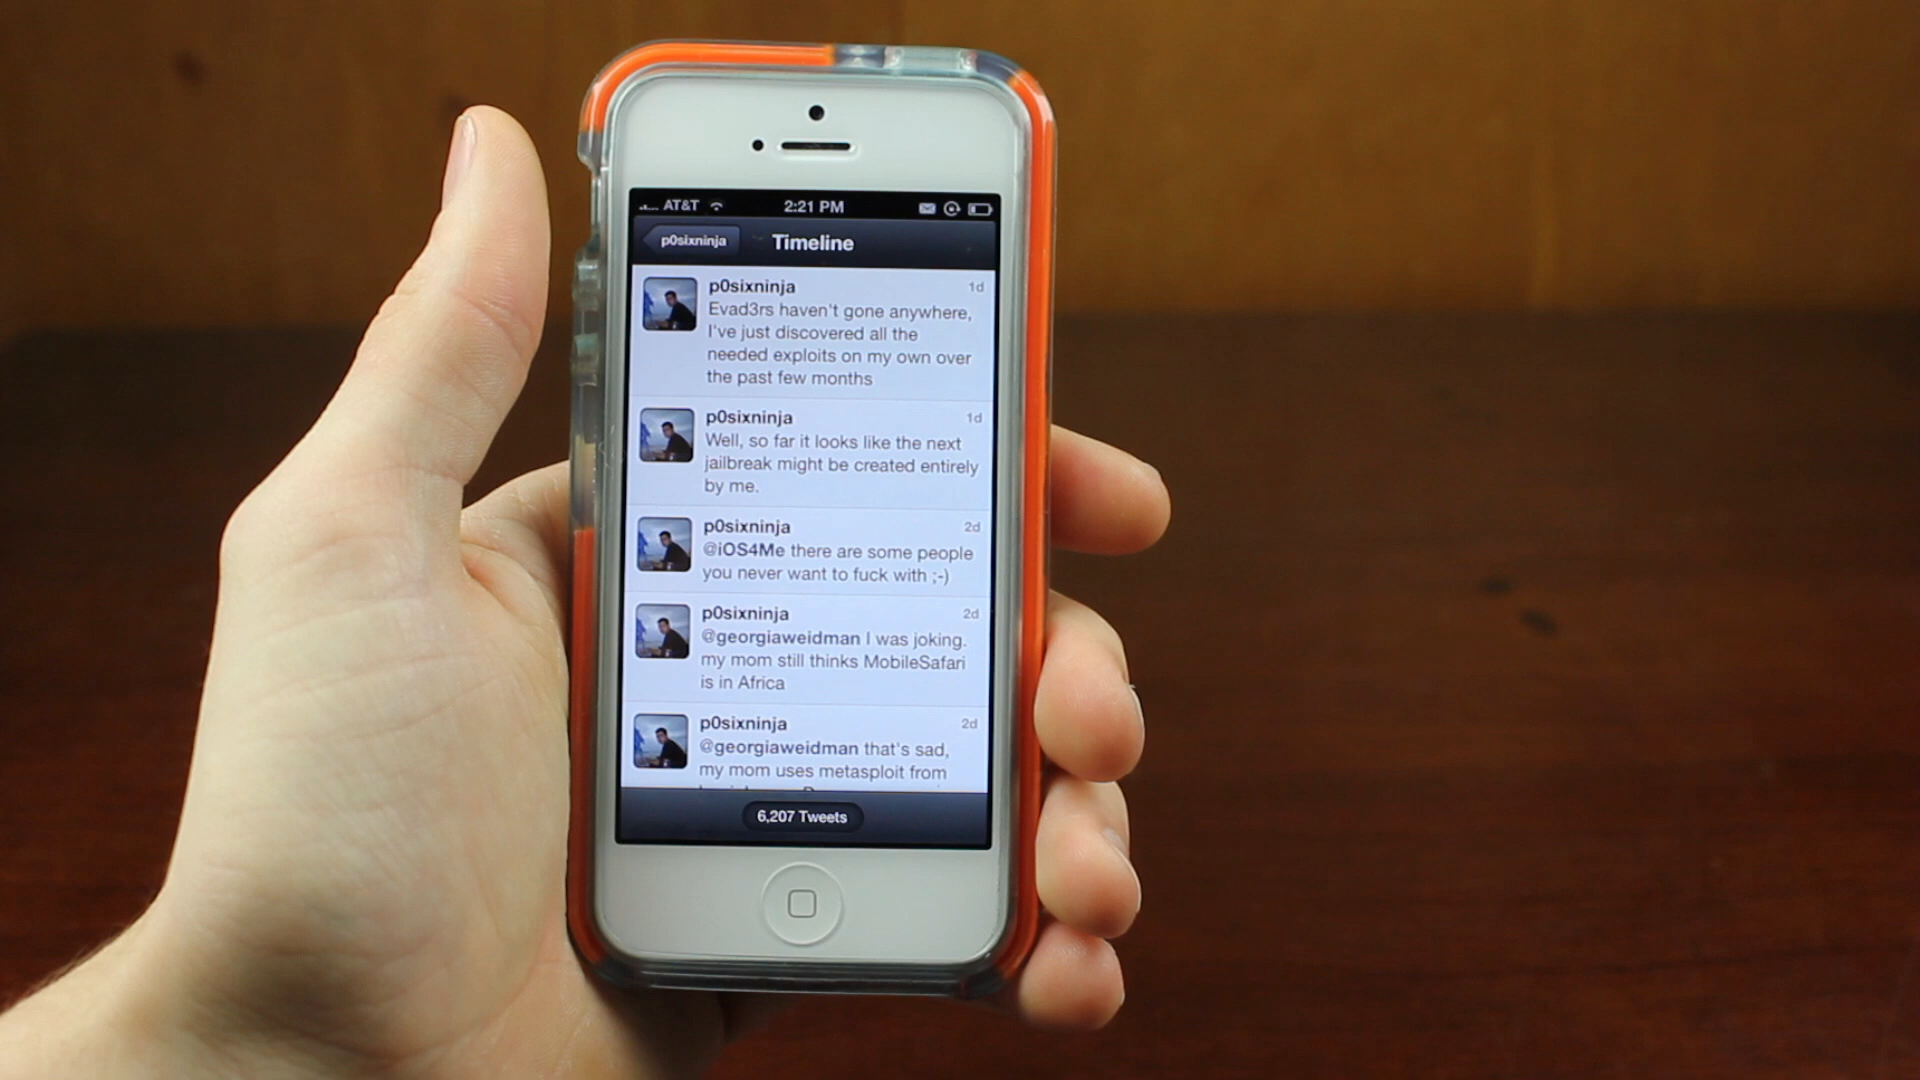 AT&T 2:21 PM
p0sixninja Timeline
p0sixninja 1d
Evad3rs haven't gone anywhere,
I've just discovered all the
needed exploits on my own over
the past few months
p0sixninja 1d
Well, so far it looks like the next
jailbreak might be created entirely
by me.
p0sixninja 2d
@iOS4Me there are some people
you never want to fuck with ;-)
p0sixninja 2d
@georgiaweidman I was joking.
my mom still thinks MobileSafari
is in Africa
p0sixninja 2d
@georgiaweidman that's sad,
my mom uses metasploit from
6,207 Tweets